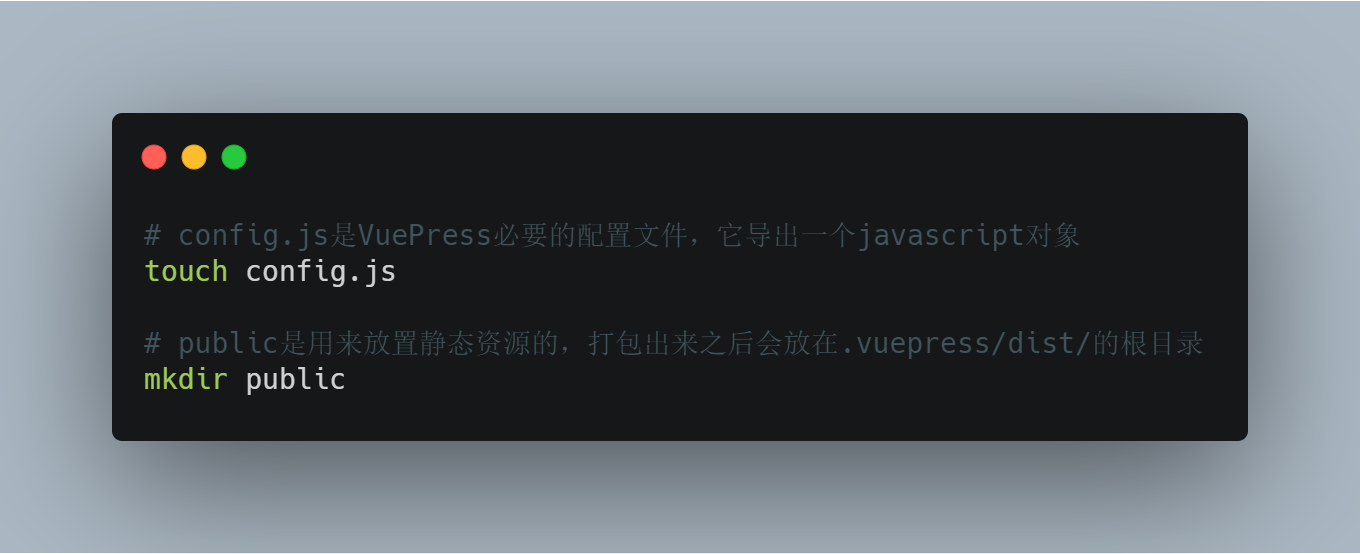 # config.js是VuePress必要的配置文件，它导出一个javascript对象
touch config.js
# public是用来放置静态资源的，打包出来之后会放在.vuepress/dist/的根目录
mkdir public